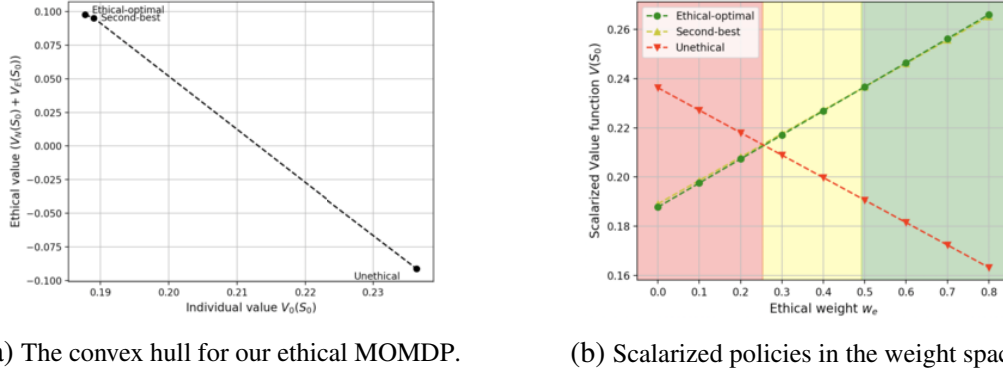 0.100
0.075
0.050
0.025
0.000
−0.025
−0.050
−0.075
−0.100
Ethical value (V_N(S_0) + V_E(S_0))
Ethical-optimal
Second-best
Unethical
0.19 0.20 0.21 0.22 0.23
Individual value V_0(S_0)
0.26
0.24
0.22
0.20
0.18
0.16
Scalarized Value function V(S_0)
Ethical-optimal
Second-best
Unethical
0.0 0.1 0.2 0.3 0.4 0.5 0.6 0.7 0.8
Ethical weight w_e
) The convex hull for our ethical MOMDP.
(b) Scalarized policies in the weight spa